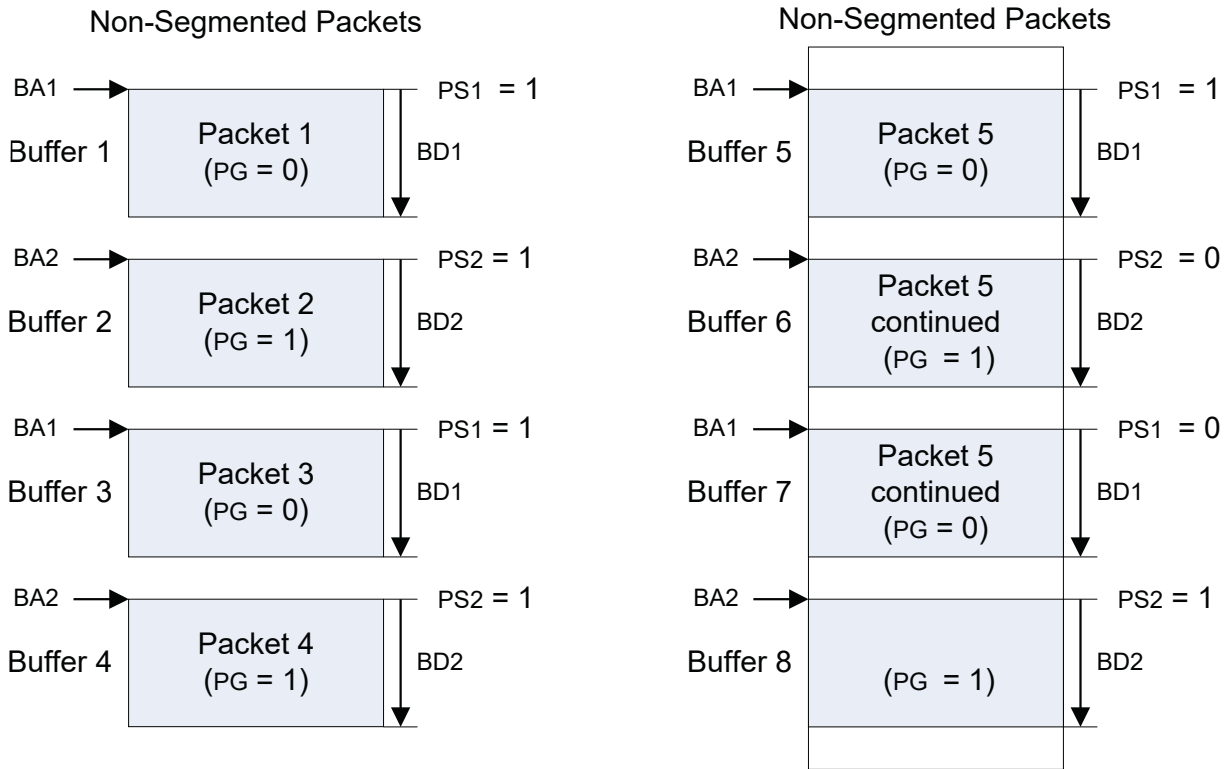 Non-Segmented Packets
BA1
Buffer 1
Packet 1
(PG = 0)
PS1 = 1
BD1
BA2
Buffer 2
Packet 2
(PG = 1)
PS2 = 1
BD2
BA1
Buffer 3
Packet 3
(PG = 0)
PS1 = 1
BD1
BA2
Buffer 4
Packet 4
(PG = 1)
PS2 = 1
BD2
Non-Segmented Packets
BA1
Buffer 5
Packet 5
(PG = 0)
PS1 = 1
BD1
BA2
Buffer 6
Packet 5
continued
(PG = 1)
PS2 = 0
BD2
BA1
Buffer 7
Packet 5
continued
(PG = 0)
PS1 = 0
BD1
BA2
Buffer 8
(PG = 1)
PS2 = 1
BD2